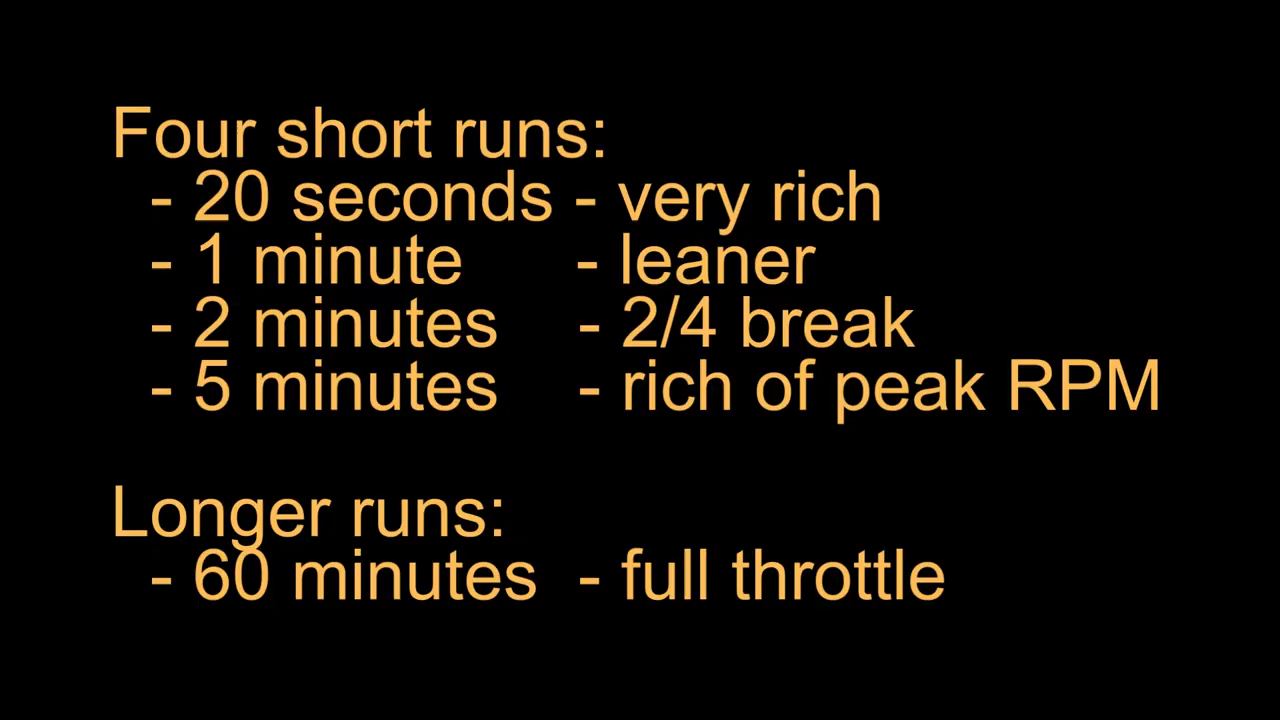 Four short runs:
- 20 seconds - very rich
- 1 minute - leaner
- 2 minutes - 2/4 break
- 5 minutes - rich of peak RPM
Longer runs:
- 60 minutes - full throttle